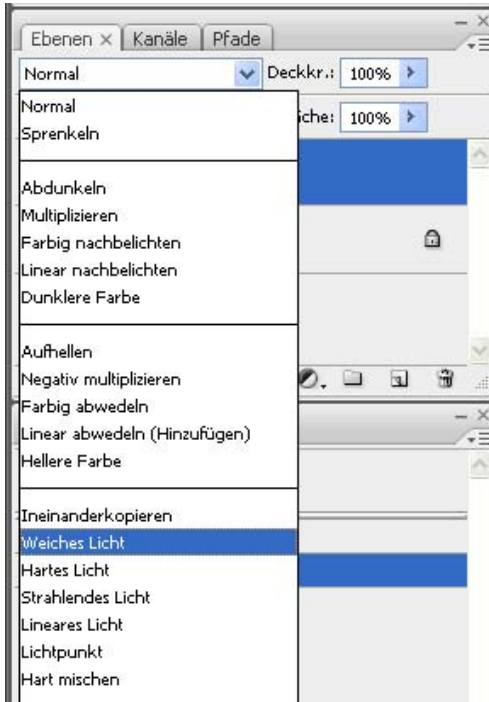 Ebenen × Kanäle Pfade
Normal Deckkr.: 100%
Normal
iche: 100%
Sprenkeln
Abdunkeln
Multiplizieren
Farbig nachbelichten
Linear nachbelichten
Dunklere Farbe
Aufhellen
Negativ multiplizieren
Farbig abwedeln
Linear abwedeln (Hinzufügen)
Hellere Farbe
Ineinanderkopieren
Weiches Licht
Hartes Licht
Strahlendes Licht
Lineares Licht
Lichtpunkt
Hart mischen